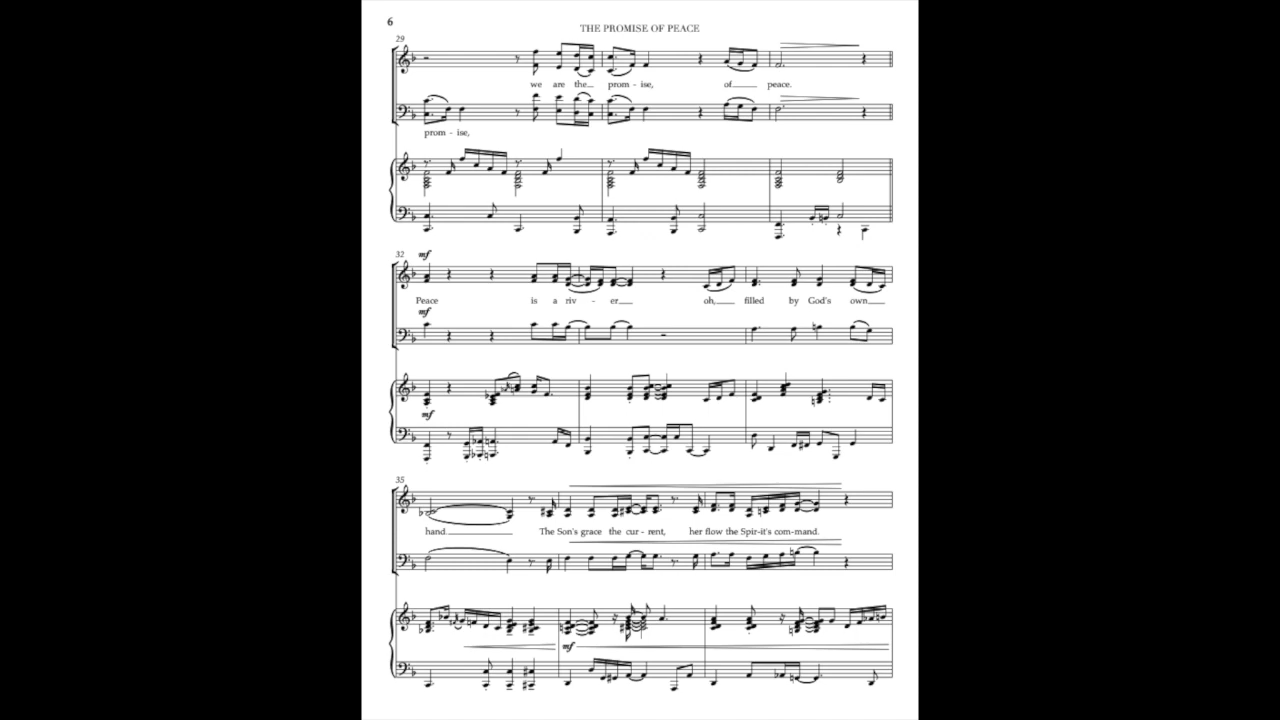 6
THE PROMISE OF PEACE
29
we are the prom - ise, of peace.
prom - ise,
32
mf
Peace is a riv - er oh, filled by God's own
mf
mf
35
hand. The Son's grace the cur - rent, her flow the Spir-it's com-mand.
mf